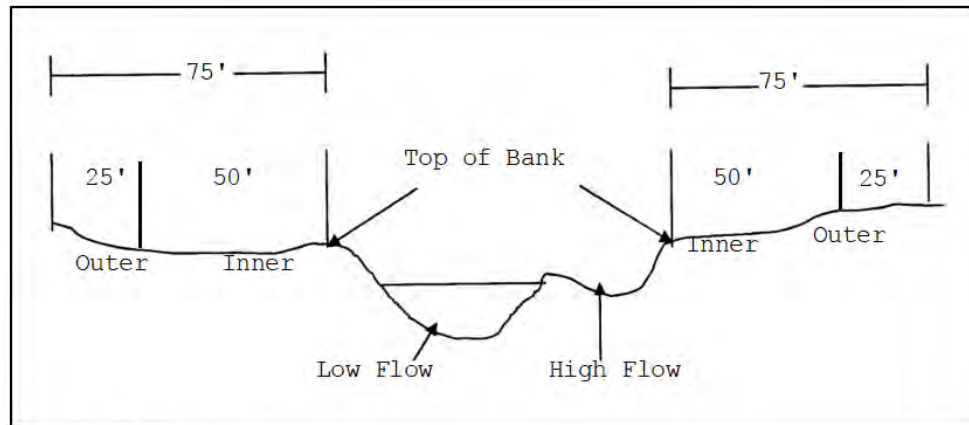 75'
75'
Top of Bank
25'
50'
50'
25'
Outer
Inner
Inner
Outer
Low Flow
High Flow